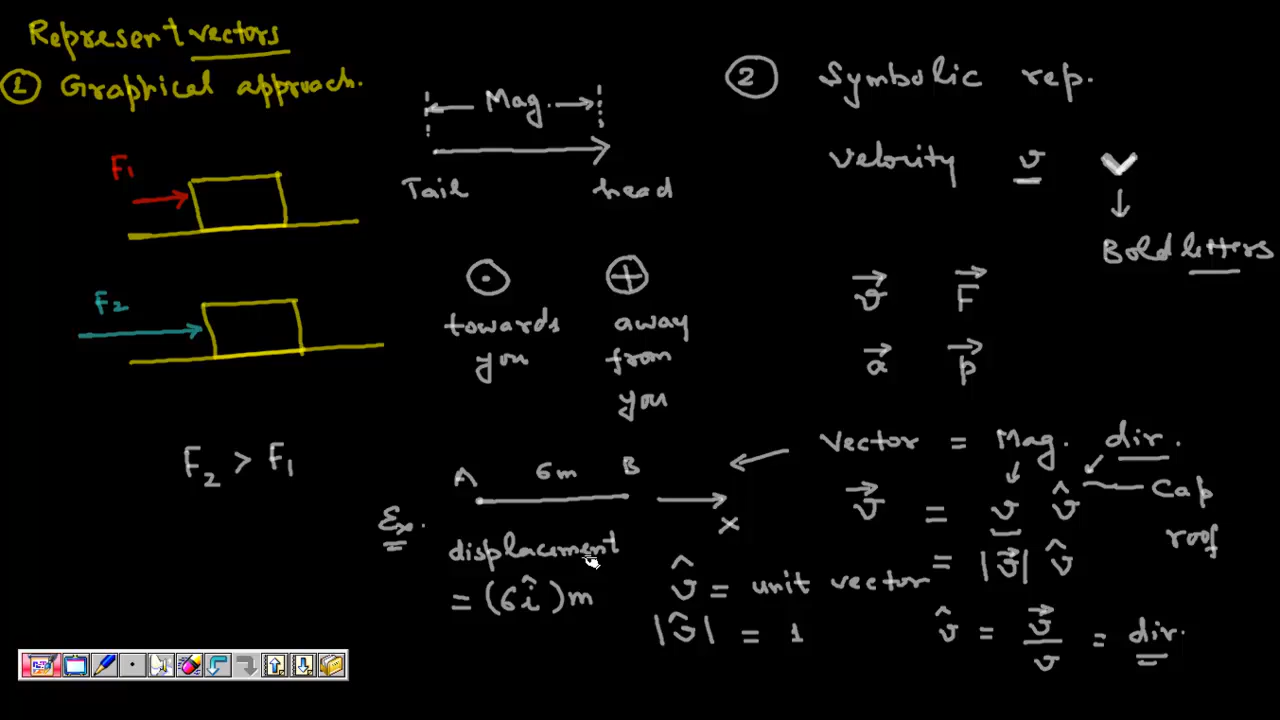 Represent vectors
① Graphical approach.
F₁
F₂
F₂ > F₁
Mag.
Tail head
towards you
away from you
Ex.
A 6m B
X
displacement
= (6î)m
② Symbolic rep.
velocity v v
Bold letters
v⃗ F⃗
a⃗ p⃗
Vector = Mag. dir.
v⃗ = v v̂ Cap
roof
= |v⃗| v̂
v̂ = unit vector
|v̂| = 1
v̂ = v⃗/v = dir.